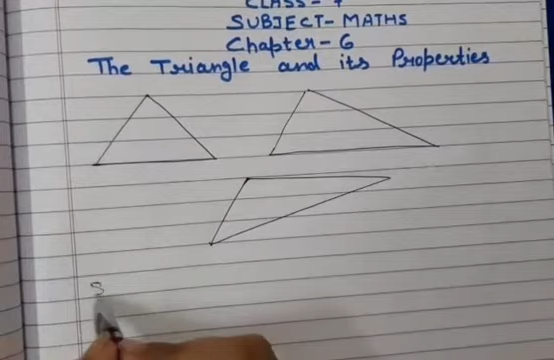 SUBJECT- MATHS
Chapter- 6
The Triangle and its Properties
S